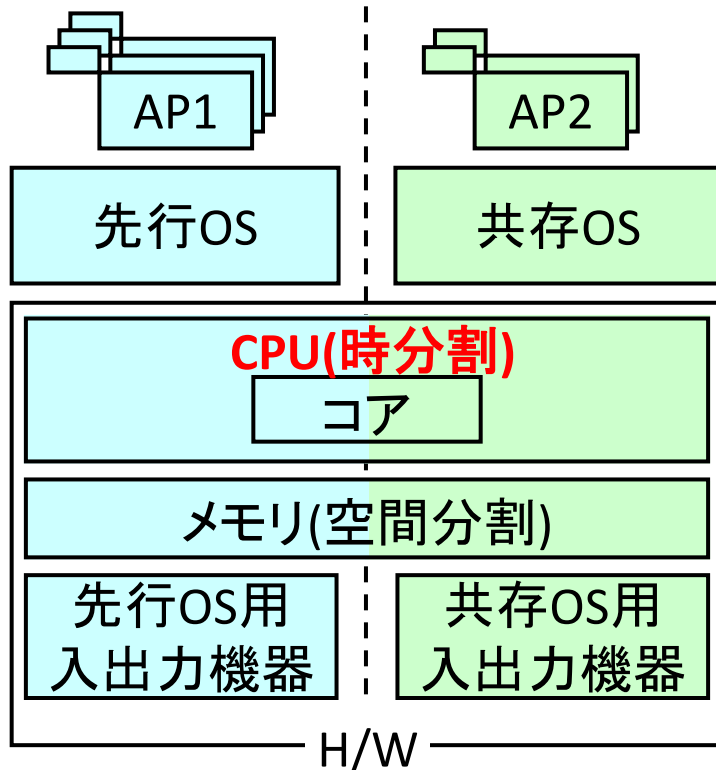 AP1
AP2
先行OS
共存OS
CPU(時分割)
コア
メモリ(空間分割)
先行OS用
入出力機器
共存OS用
入出力機器
H/W